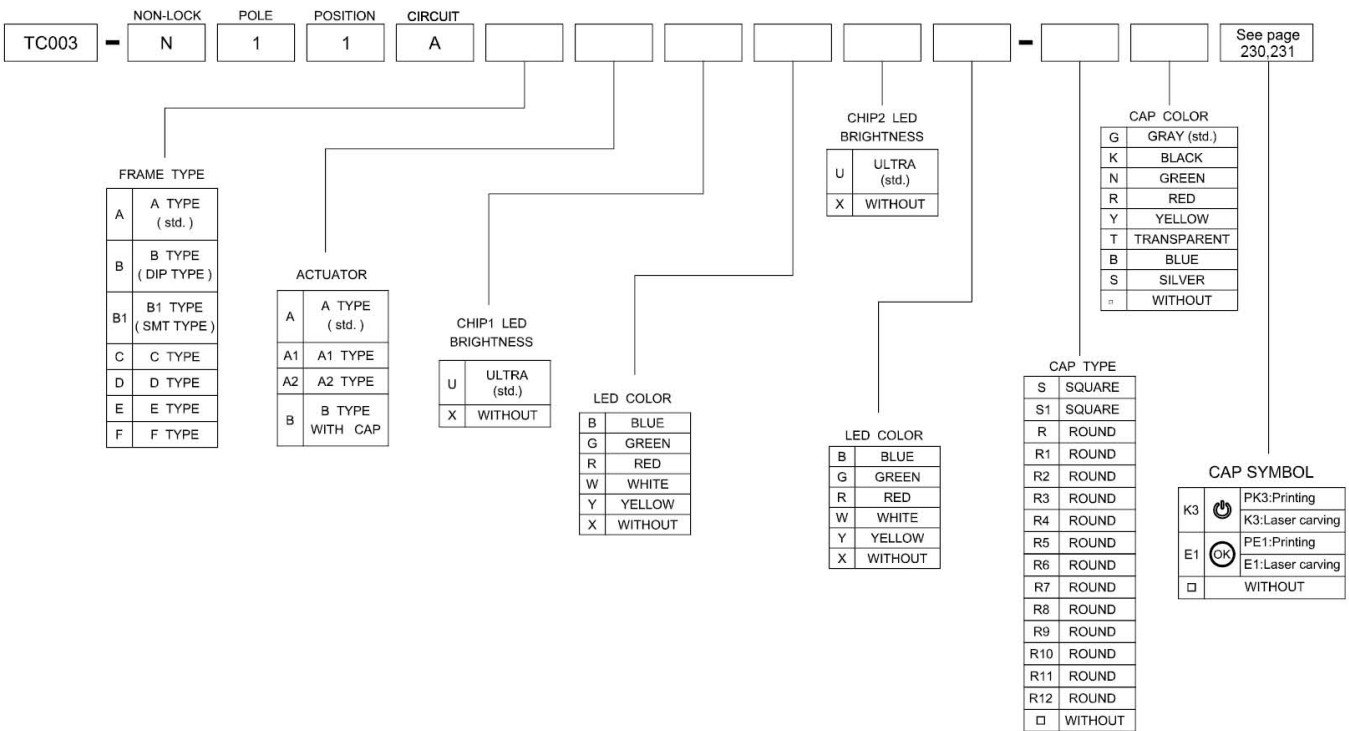 NON-LOCK POLE POSITION CIRCUIT
TC003 - N 1 1 A - See page
230,231
FRAME TYPE
A A TYPE
( std. )
B B TYPE
( DIP TYPE )
B1 B1 TYPE
( SMT TYPE )
C C TYPE
D D TYPE
E E TYPE
F F TYPE
ACTUATOR
A A TYPE
( std. )
A1 A1 TYPE
A2 A2 TYPE
B B TYPE
WITH CAP
CHIP1 LED
BRIGHTNESS
U ULTRA
(std.)
X WITHOUT
LED COLOR
B BLUE
G GREEN
R RED
W WHITE
Y YELLOW
X WITHOUT
CHIP2 LED
BRIGHTNESS
U ULTRA
(std.)
X WITHOUT
LED COLOR
B BLUE
G GREEN
R RED
W WHITE
Y YELLOW
X WITHOUT
CAP TYPE
S SQUARE
S1 SQUARE
R ROUND
R1 ROUND
R2 ROUND
R3 ROUND
R4 ROUND
R5 ROUND
R6 ROUND
R7 ROUND
R8 ROUND
R9 ROUND
R10 ROUND
R11 ROUND
R12 ROUND
□ WITHOUT
CAP COLOR
G GRAY (std.)
K BLACK
N GREEN
R RED
Y YELLOW
T TRANSPARENT
B BLUE
S SILVER
□ WITHOUT
CAP SYMBOL
K3 PK3:Printing
K3:Laser carving
E1 OK PE1:Printing
E1:Laser carving
□ WITHOUT